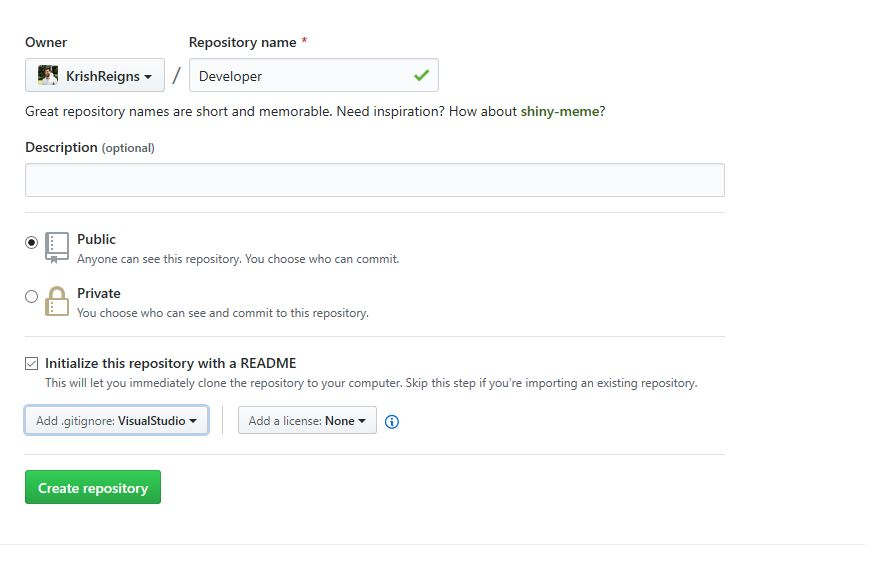 Owner
Repository name *
KrishReigns / Developer
Great repository names are short and memorable. Need inspiration? How about shiny-meme?
Description (optional)
Public
Anyone can see this repository. You choose who can commit.
Private
You choose who can see and commit to this repository.
Initialize this repository with a README
This will let you immediately clone the repository to your computer. Skip this step if you're importing an existing repository.
Add .gitignore: VisualStudio
Add a license: None
Create repository